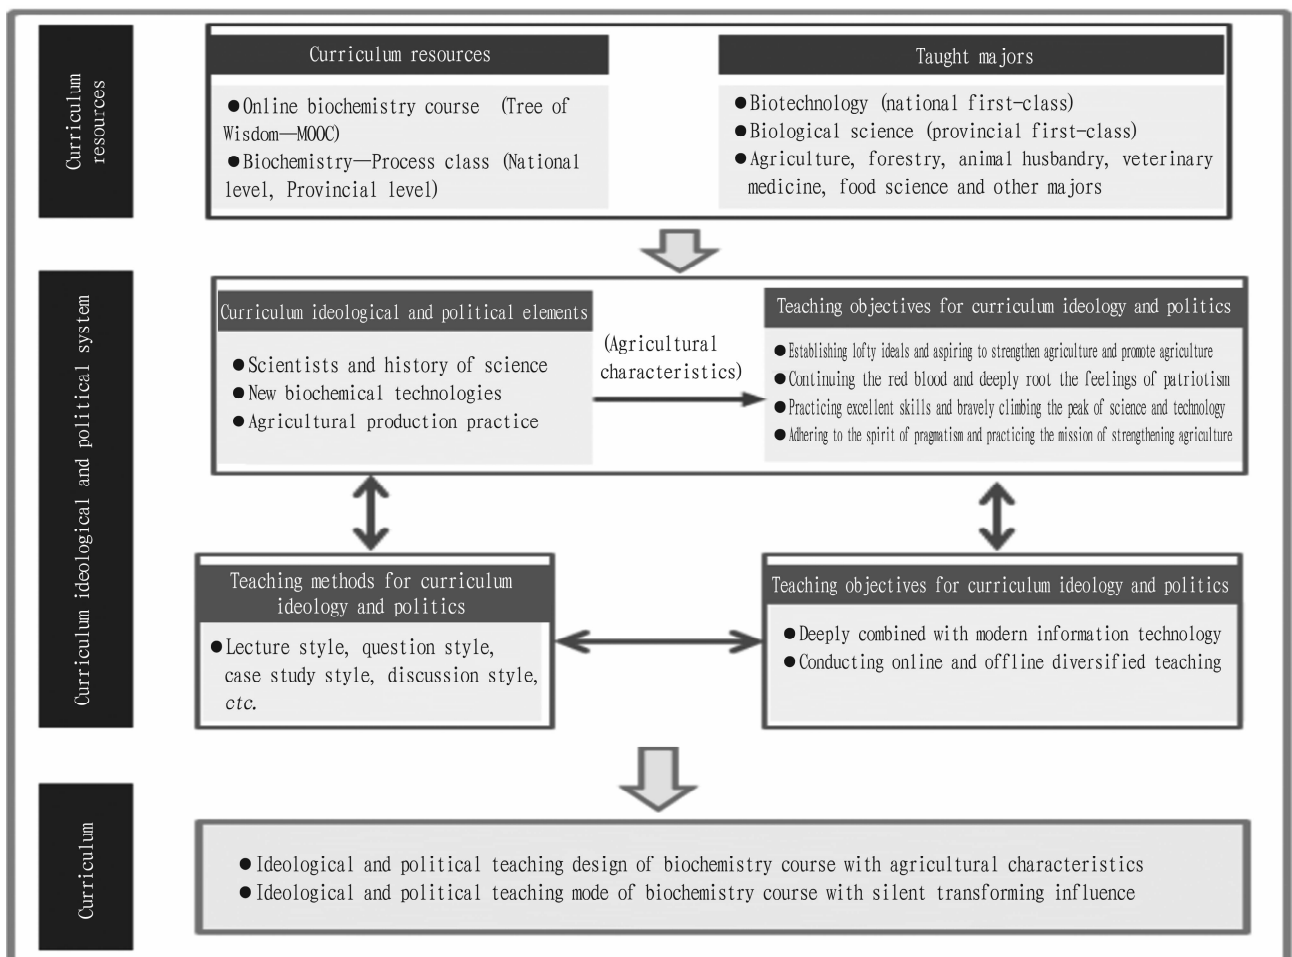 Curriculum
resources
Curriculum resources
●Online biochemistry course (Tree of
Wisdom—MOOC)
●Biochemistry—Process class (National
level, Provincial level)
Taught majors
●Biotechnology (national first-class)
●Biological science (provincial first-class)
●Agriculture, forestry, animal husbandry, veterinary
medicine, food science and other majors
Curriculum ideological and political system
Curriculum ideological and political elements
●Scientists and history of science
●New biochemical technologies
●Agricultural production practice
(Agricultural
characteristics)
Teaching objectives for curriculum ideology and politics
●Establishing lofty ideals and aspiring to strengthen agriculture and promote agriculture
●Continuing the red blood and deeply root the feelings of patriotism
●Practicing excellent skills and bravely climbing the peak of science and technology
●Adhering to the spirit of pragmatism and practicing the mission of strengthening agriculture
Teaching methods for curriculum
ideology and politics
●Lecture style, question style,
case study style, discussion style,
ctc.
Teaching objectives for curriculum ideology and politics
●Deeply combined with modern information technology
●Conducting online and offline diversified teaching
Curriculum
●Ideological and political teaching design of biochemistry course with agricultural characteristics
●Ideological and political teaching mode of biochemistry course with silent transforming influence